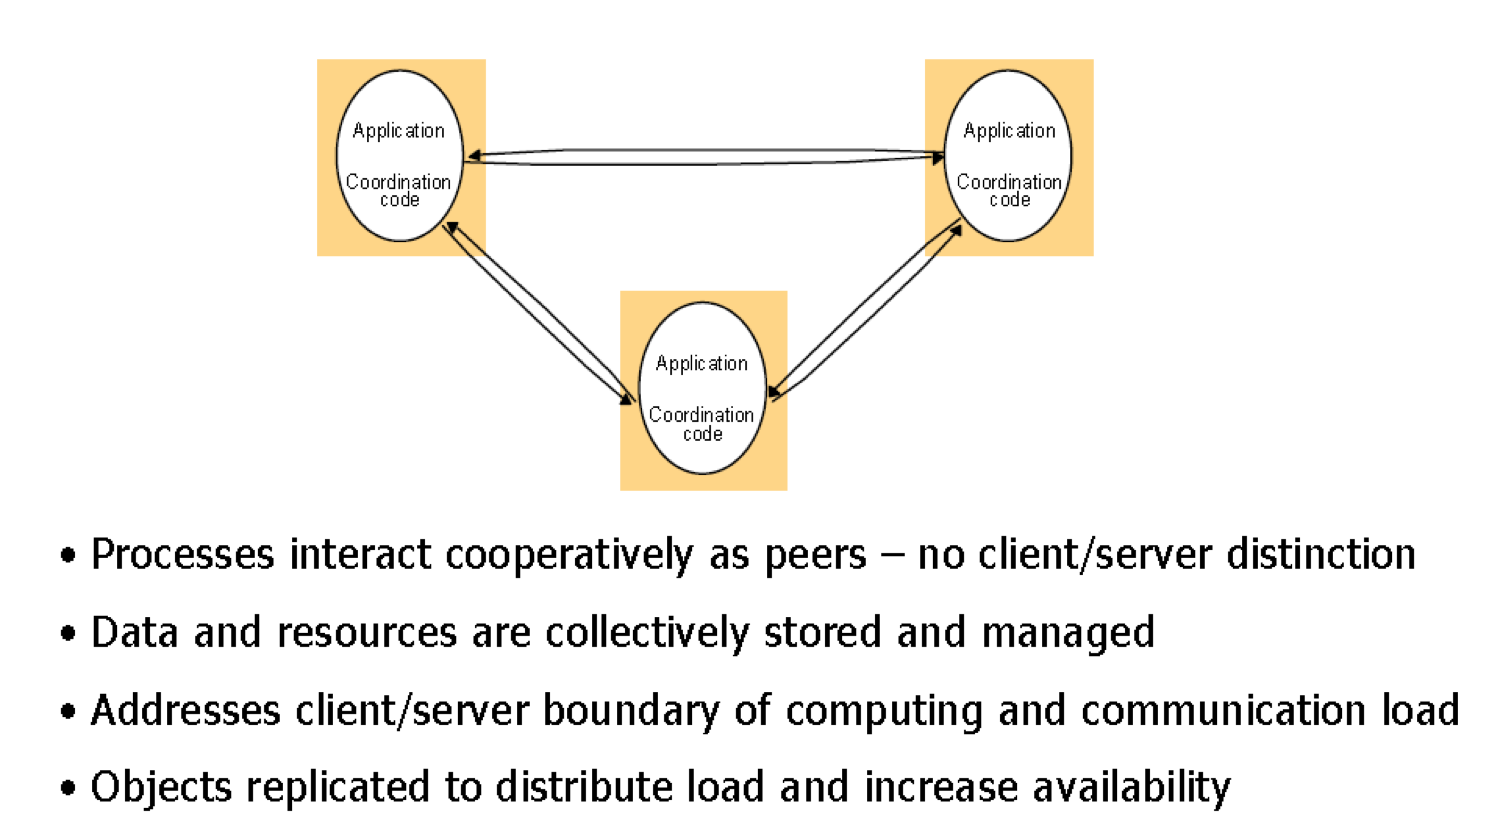 Application
Coordination
code
Application
Coordination
code
Application
Coordination
code
• Processes interact cooperatively as peers – no client/server distinction
• Data and resources are collectively stored and managed
• Addresses client/server boundary of computing and communication load
• Objects replicated to distribute load and increase availability